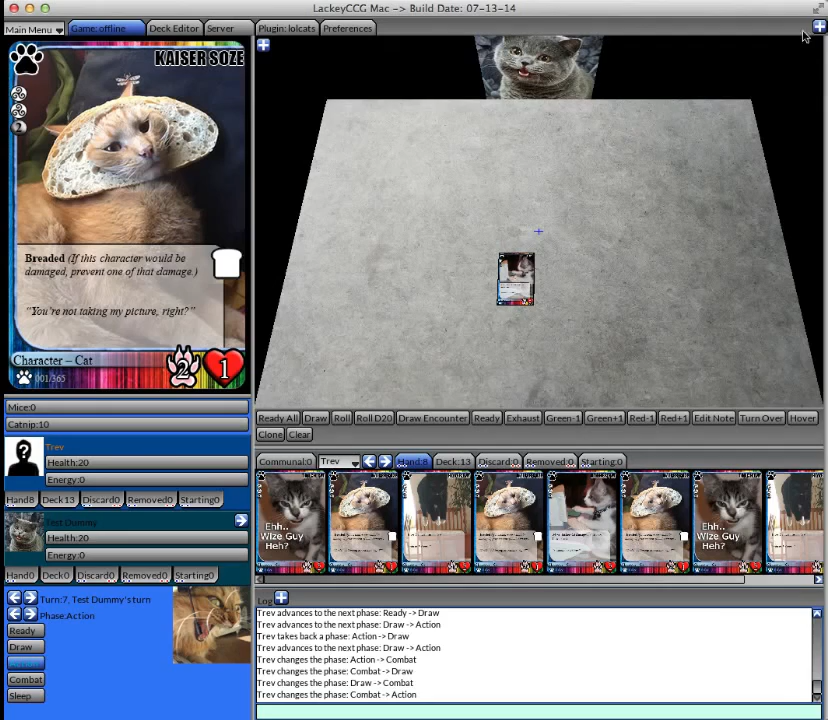 LackeyCCG Mac -> Build Date: 07-13-14
Main Menu Game: offline Deck Editor Server Plugin: lolcats Preferences
KAISER SOZE
2
Breaded (If this character would be
damaged, prevent one of that damage.)
"You're not taking my picture, right?"
Character – Cat
2 1
001/365
Mice:0
Catnip:10
Trev
Health:20
Energy:0
Hand8 Deck13 Discard0 Removed0 Starting0
Test Dummy
Health:20
Energy:0
Hand0 Deck0 Discard0 Removed0 Starting0
Turn:7, Test Dummy's turn
Phase:Action
Ready
Draw
Action
Combat
Sleep
Ready All Draw Roll Roll D20 Draw Encounter Ready Exhaust Green-1 Green+1 Red-1 Red+1 Edit Note Turn Over Hover
Clone Clear
Communal:0 Trev Hand:8 Deck:13 Discard:0 Removed:0 Starting:0
Ehh..
Wize Guy
Heh?
Ehh..
Wize Guy
Heh?
Log
Trev advances to the next phase: Ready -> Draw
Trev advances to the next phase: Draw -> Action
Trev takes back a phase: Action -> Draw
Trev advances to the next phase: Draw -> Action
Trev changes the phase: Action -> Combat
Trev changes the phase: Combat -> Draw
Trev changes the phase: Draw -> Combat
Trev changes the phase: Combat -> Action